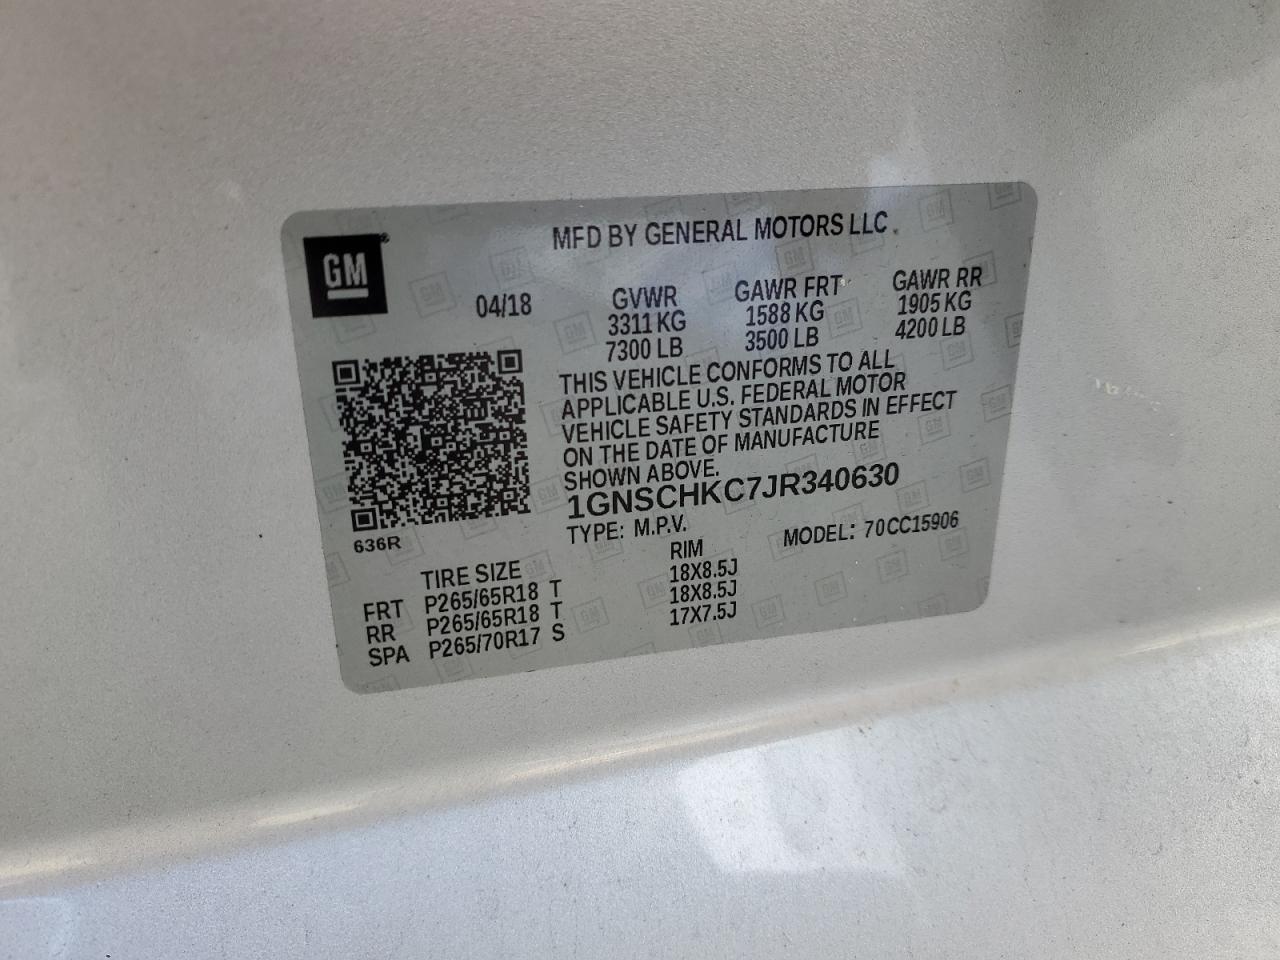 MFD BY GENERAL MOTORS LLC
GM®
04/18
GVWR GAWR FRT GAWR RR
3311 KG 1588 KG 1905 KG
7300 LB 3500 LB 4200 LB
THIS VEHICLE CONFORMS TO ALL
APPLICABLE U.S. FEDERAL MOTOR
VEHICLE SAFETY STANDARDS IN EFFECT
ON THE DATE OF MANUFACTURE
SHOWN ABOVE.
1GNSCHKC7JR340630
636R
TYPE: M.P.V. MODEL: 70CC15906
TIRE SIZE RIM
FRT P265/65R18 T 18X8.5J
RR P265/65R18 T 18X8.5J
SPA P265/70R17 S 17X7.5J